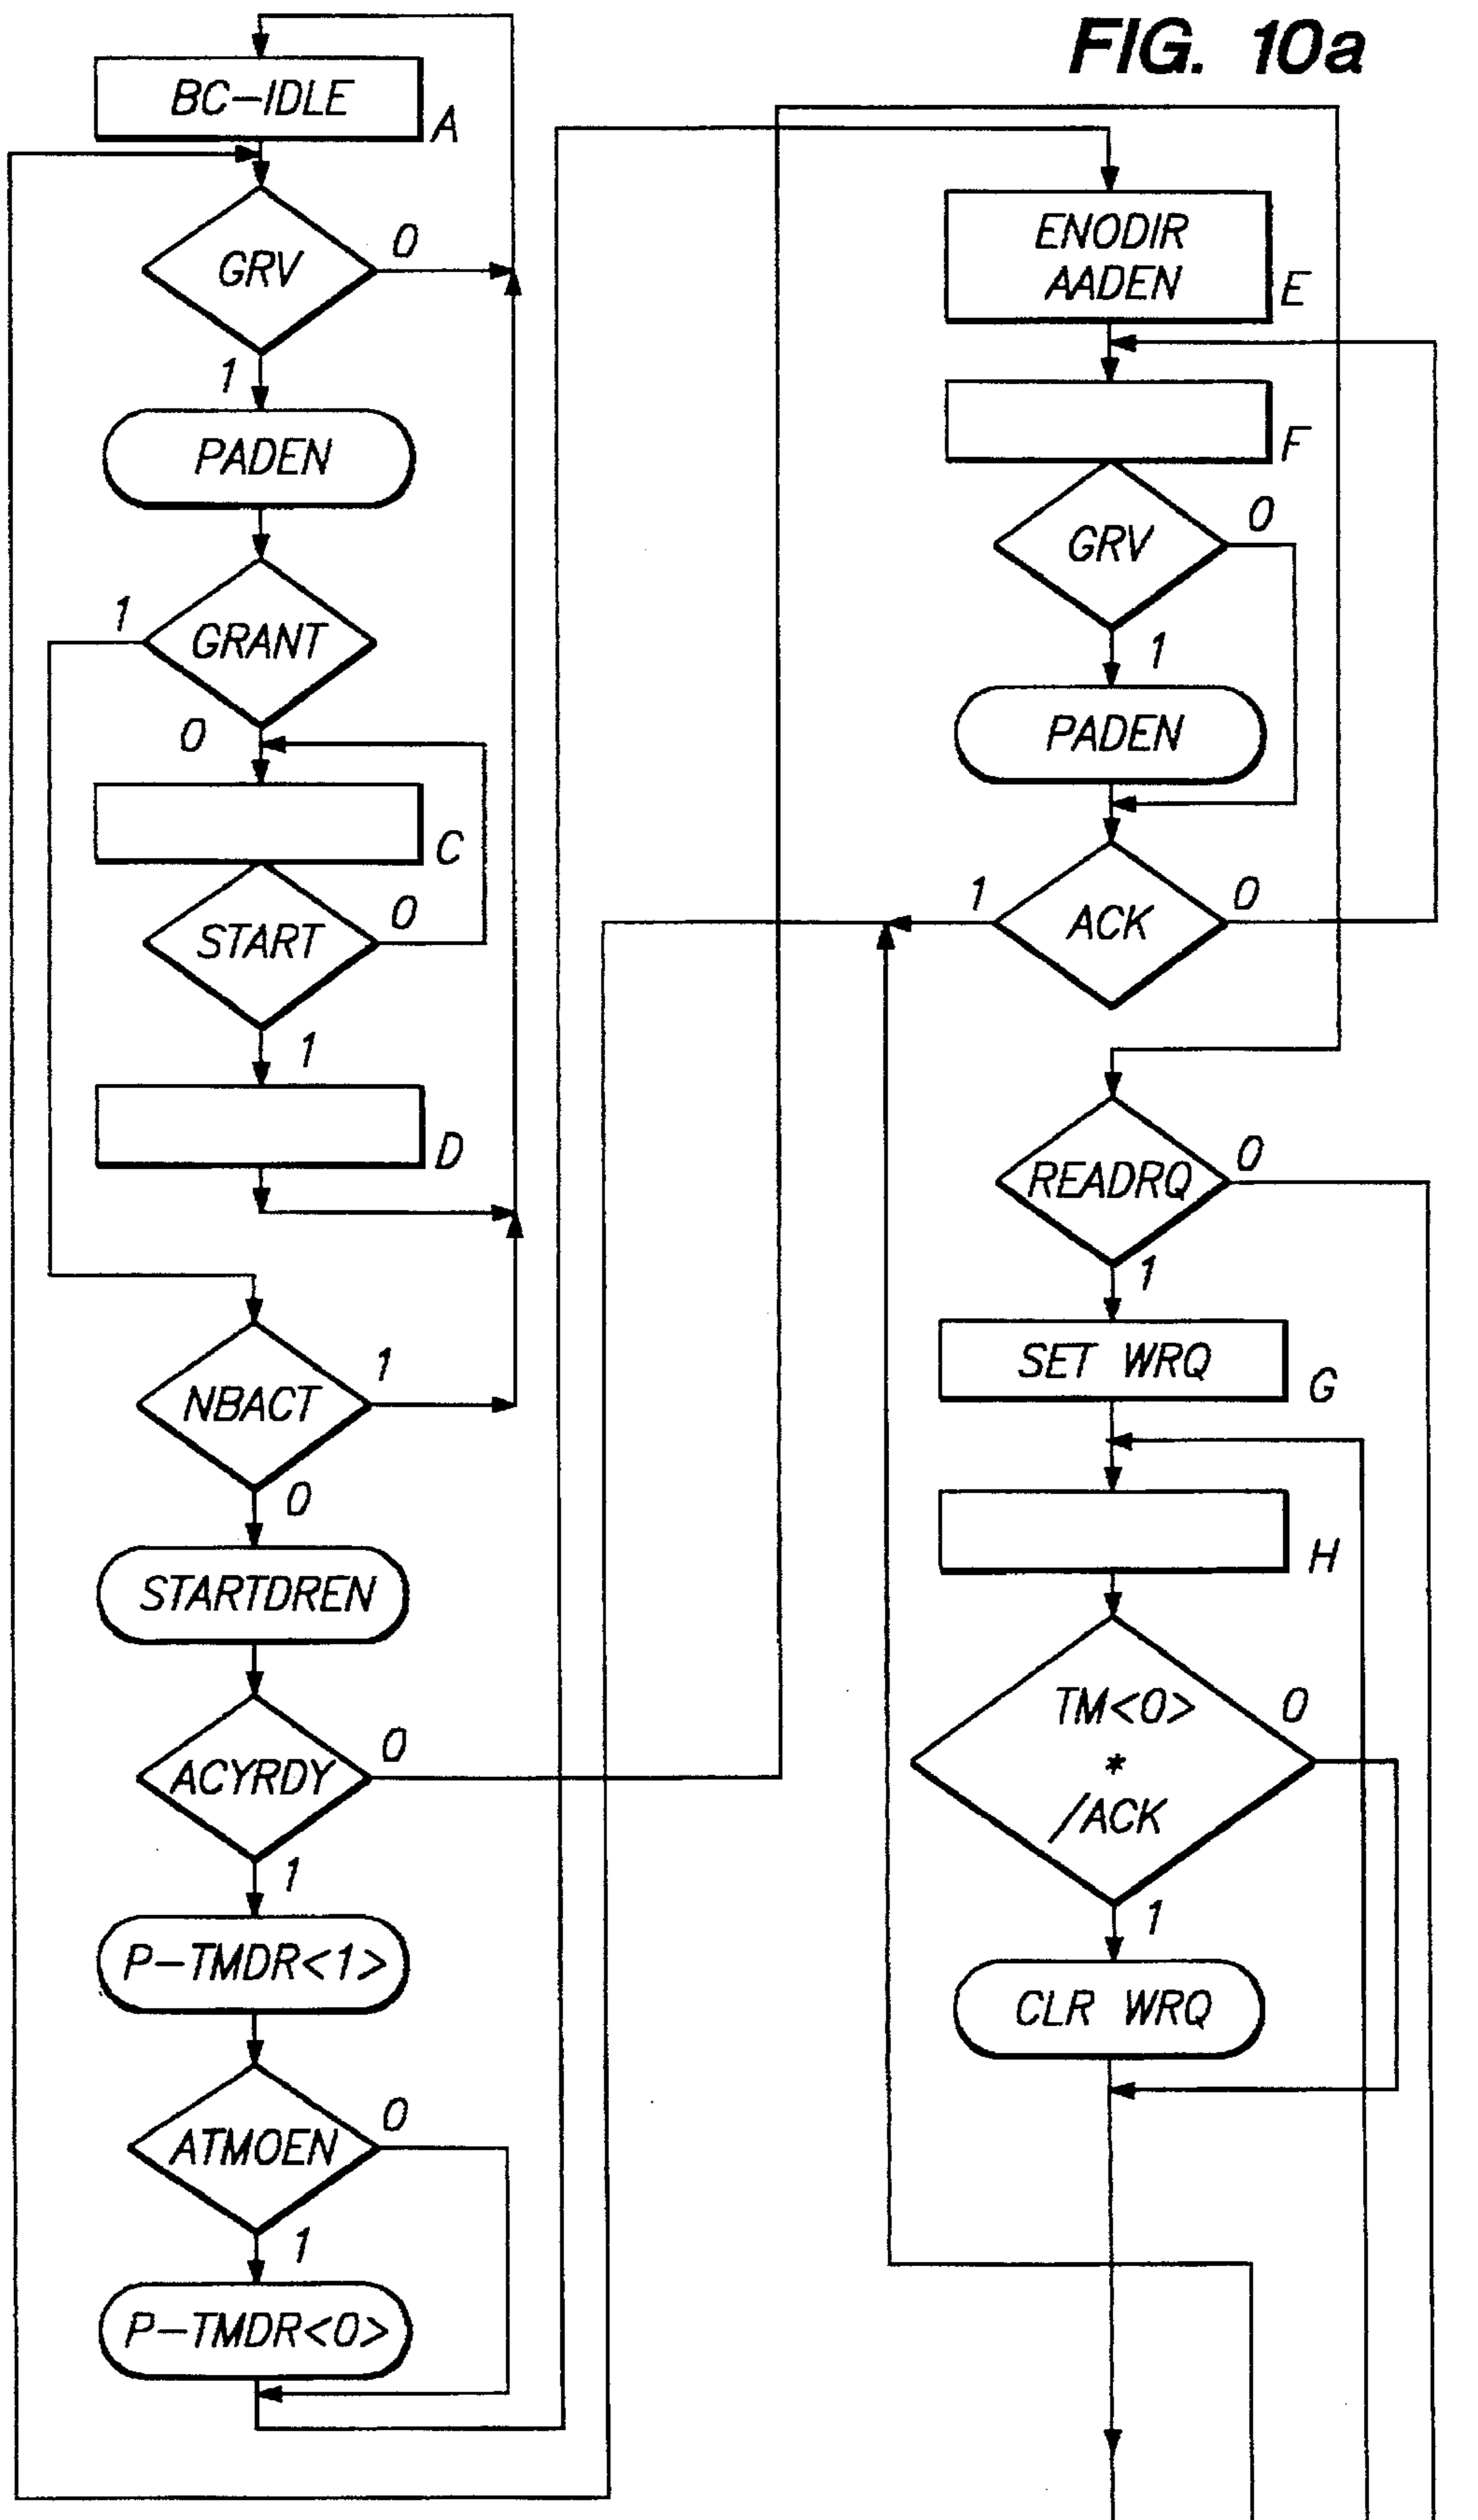 FIG. 10a
BC-IDLE
A
GRV
0
1
PADEN
GRANT
1
0
C
START
0
1
D
NBACT
1
0
STARTDREN
ACYRDY
0
1
P-TMDR<1>
ATMOEN
0
1
P-TMDR<0>
ENODIR
AADEN
E
F
GRV
0
1
PADEN
ACK
1
0
READRQ
0
1
SET WRQ
G
H
TM<0>
*
/ACK
0
1
CLR WRQ